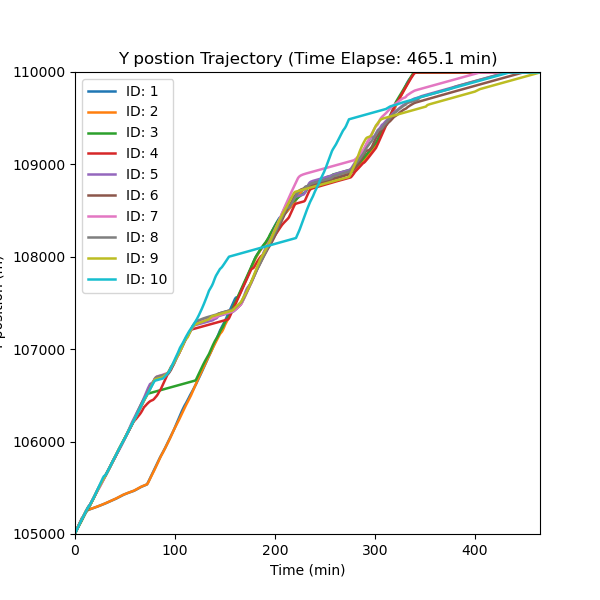 Y postion Trajectory (Time Elapse: 465.1 min)
110000
109000
108000
107000
106000
105000
ID: 1
ID: 2
ID: 3
ID: 4
ID: 5
ID: 6
ID: 7
ID: 8
ID: 9
ID: 10
0 100 200 300 400
Time (min)